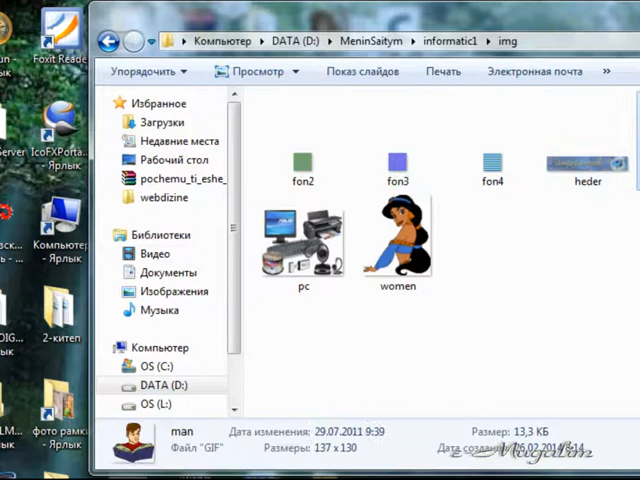 Foxit Reade
Server
IcoFXPorta...
- Ярлык
Компьютер
- Ярлык
2-китеп
фото рамки
- Ярлык
Компьютер ▸ DATA (D:) ▸ MeninSaitym ▸ informatic1 ▸ img
Упорядочить Просмотр Показ слайдов Печать Электронная почта »
Избранное
Загрузки
Недавние места
Рабочий стол
pochemu_ti_eshe_
webdizine
Библиотеки
Видео
Документы
Изображения
Музыка
Компьютер
OS (C:)
DATA (D:)
OS (L:)
fon2 fon3 fon4 heder
pc women
man Дата изменения: 29.07.2011 9:39 Размер: 13,3 КБ
Файл "GIF" Размеры: 137 x 130
e-Mugalim